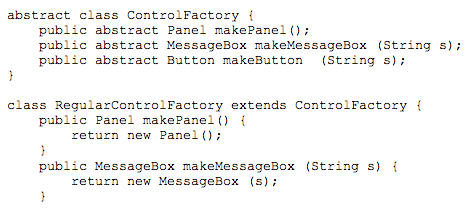 abstract class ControlFactory {
    public abstract Panel makePanel();
    public abstract MessageBox makeMessageBox (String s);
    public abstract Button makeButton  (String s);
}

class RegularControlFactory extends ControlFactory {
    public Panel makePanel() {
        return new Panel();
    }
    public MessageBox makeMessageBox (String s) {
        return new MessageBox (s);
    }